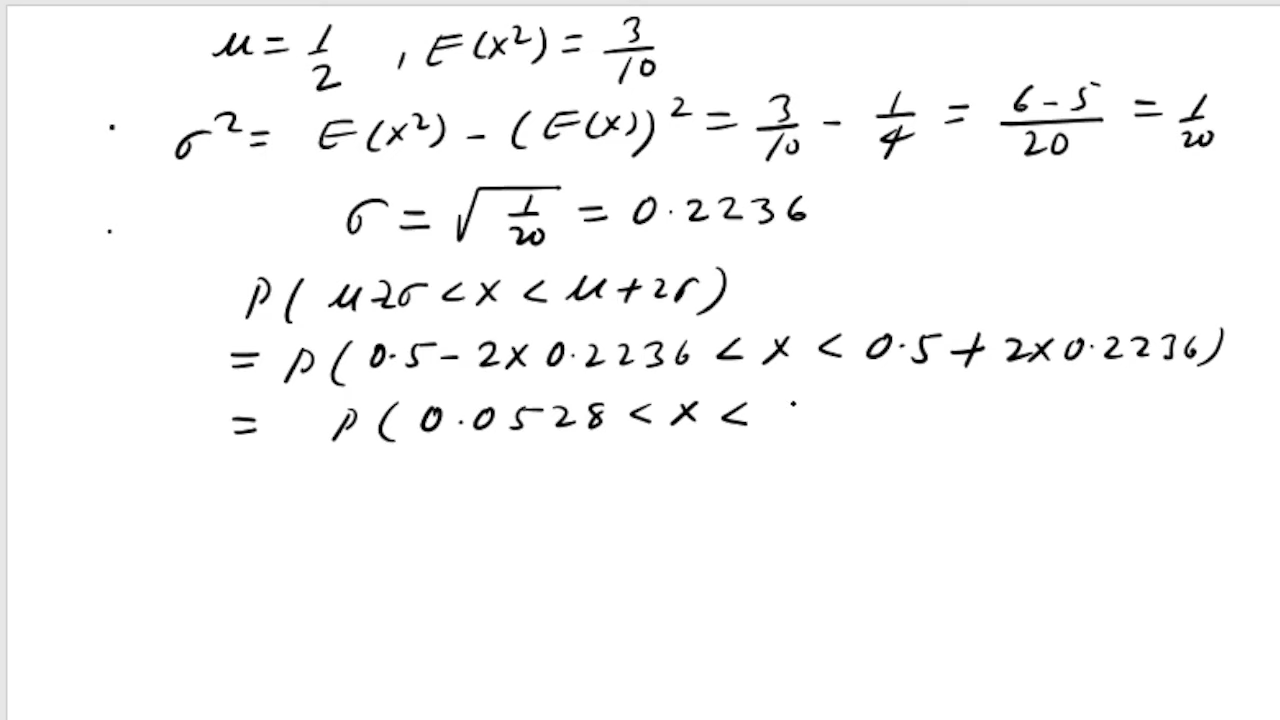 μ = 1/2 , E(x²) = 3/10
σ² = E(x²) - (E(x))² = 3/10 - 1/4 = (6-5)/20 = 1/20
σ = √(1/20) = 0.2236
P( μ 2σ < x < μ + 2σ )
= P( 0.5 - 2 × 0.2236 < x < 0.5 + 2 × 0.2236 )
= P( 0.0528 < x <